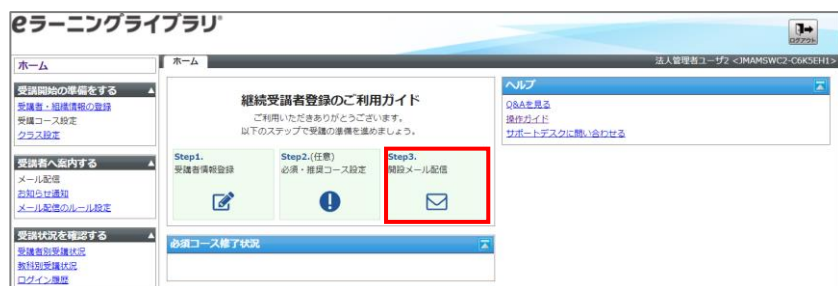 eラーニングライブラリ
ログアウト
ホーム
法人管理者ユーザ2 <JMAMSWC2-C6K5EH1>
ホーム
受講開始の準備をする
受講者・組織情報の登録
受講コース設定
クラス設定
受講者へ案内する
メール配信
お知らせ通知
メール配信のルール設定
受講状況を確認する
受講者別受講状況
教科別受講状況
ログイン履歴
継続受講者登録のご利用ガイド
ご利用いただきありがとうございます。
以下のステップで受講の準備を進めましょう。
Step1.
受講者情報登録
Step2.(任意)
必須・推奨コース設定
Step3.
開設メール配信
必須コース修了状況
ヘルプ
Q&Aを見る
操作ガイド
サポートデスクに問い合わせる